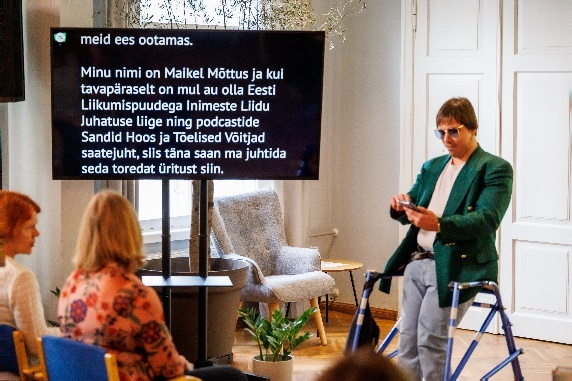 meid ees ootamas.
Minu nimi on Maikel Mõttus ja kui
tavapäraselt on mul au olla Eesti
Liikumispuudega Inimeste Liidu
Juhatuse liige ning podcastide
Sandid Hoos ja Tõelised Võitjad
saatejuht, siis täna saan ma juhtida
seda toredat üritust siin.